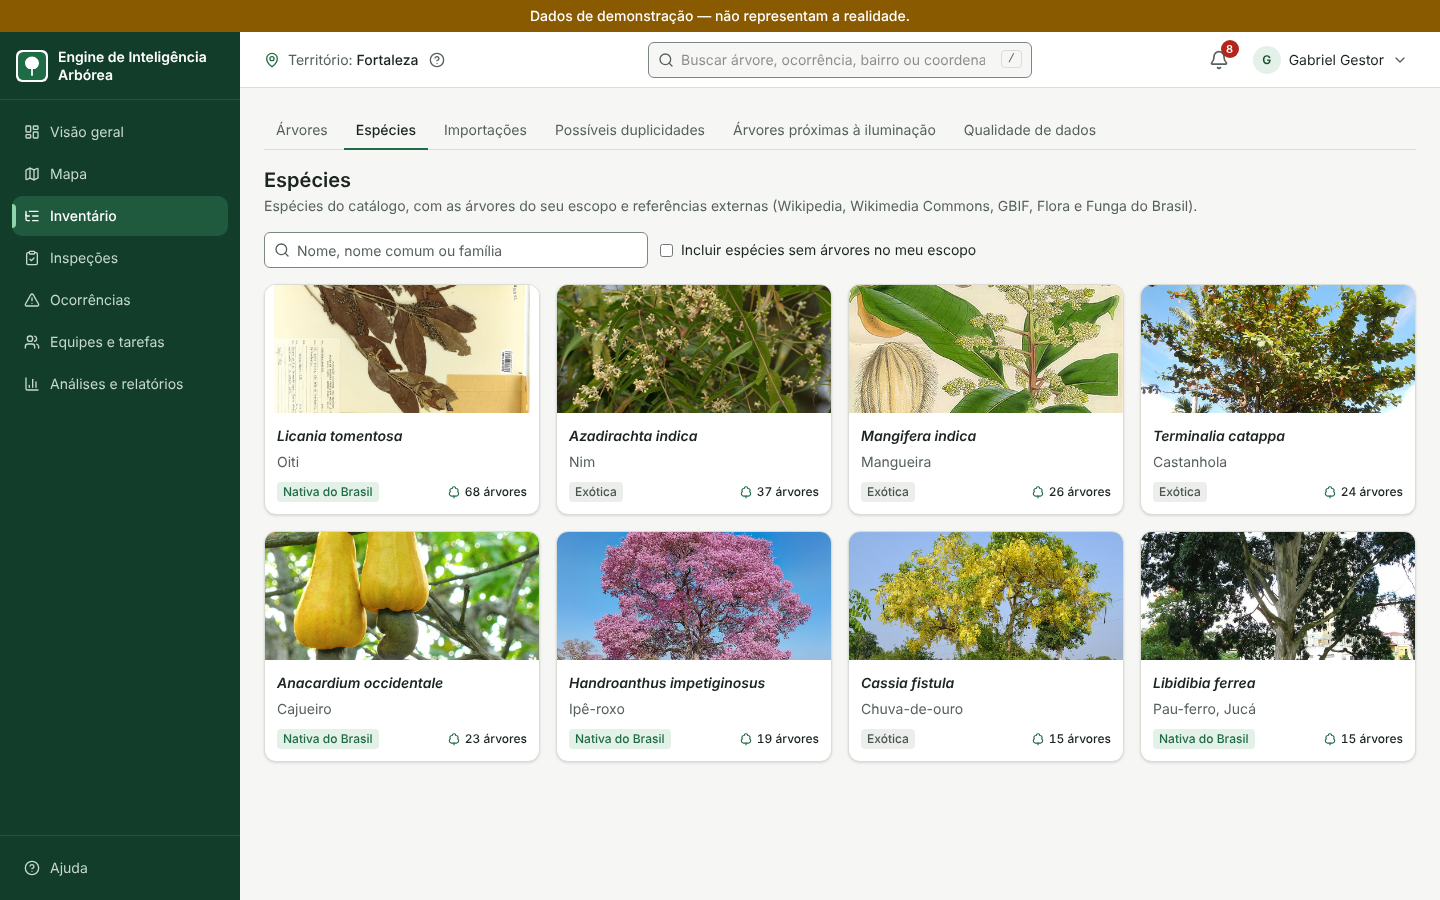 Dados de demonstração — não representam a realidade.
Engine de Inteligência
Arbórea
Território: Fortaleza
Buscar árvore, ocorrência, bairro ou coordena
/
8
G
Gabriel Gestor
Visão geral
Mapa
Inventário
Inspeções
Ocorrências
Equipes e tarefas
Análises e relatórios
Ajuda
Árvores
Espécies
Importações
Possíveis duplicidades
Árvores próximas à iluminação
Qualidade de dados
Espécies
Espécies do catálogo, com as árvores do seu escopo e referências externas (Wikipedia, Wikimedia Commons, GBIF, Flora e Funga do Brasil).
Nome, nome comum ou família
Incluir espécies sem árvores no meu escopo
Licania tomentosa
Oiti
Nativa do Brasil
68 árvores
Azadirachta indica
Nim
Exótica
37 árvores
Mangifera indica
Mangueira
Exótica
26 árvores
Terminalia catappa
Castanhola
Exótica
24 árvores
Anacardium occidentale
Cajueiro
Nativa do Brasil
23 árvores
Handroanthus impetiginosus
Ipê-roxo
Nativa do Brasil
19 árvores
Cassia fistula
Chuva-de-ouro
Exótica
15 árvores
Libidibia ferrea
Pau-ferro, Jucá
Nativa do Brasil
15 árvores